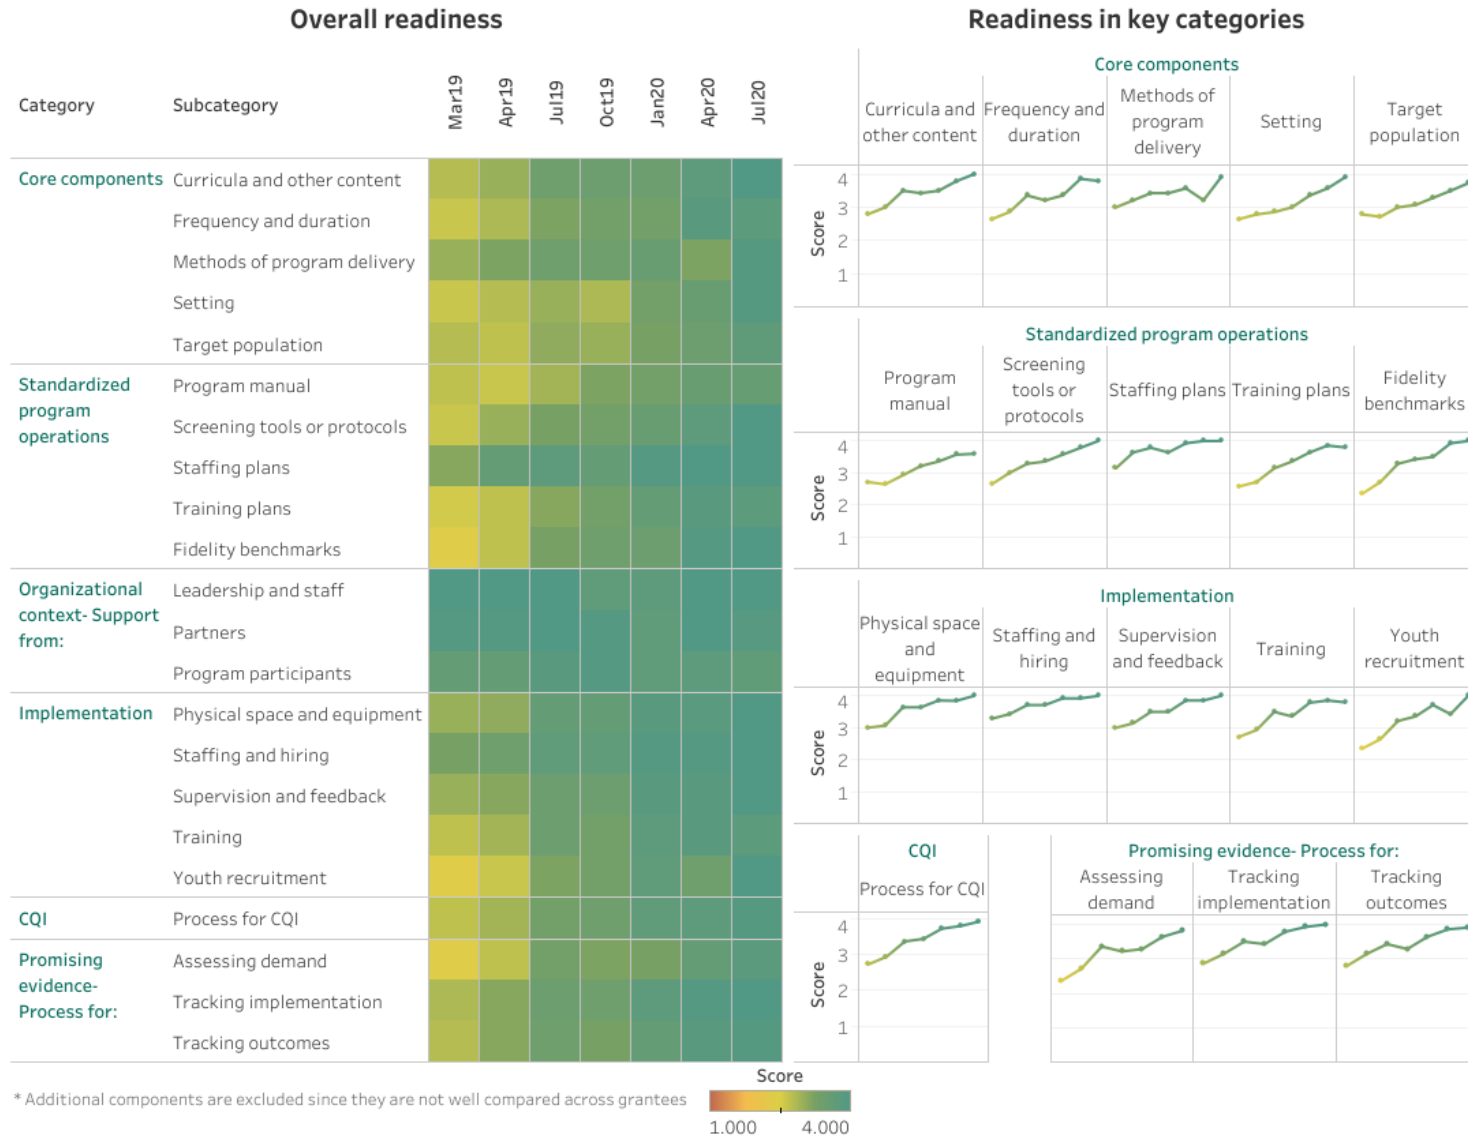 Overall readiness
Category
Subcategory
Mar19
Apr19
Jul19
Oct19
Jan20
Apr20
Jul20
Core components
Curricula and other content
Frequency and duration
Methods of program delivery
Setting
Target population
Standardized
program
operations
Program manual
Screening tools or protocols
Staffing plans
Training plans
Fidelity benchmarks
Organizational
context- Support
from:
Leadership and staff
Partners
Program participants
Implementation
Physical space and equipment
Staffing and hiring
Supervision and feedback
Training
Youth recruitment
CQI
Process for CQI
Promising
evidence-
Process for:
Assessing demand
Tracking implementation
Tracking outcomes
* Additional components are excluded since they are not well compared across grantees
Score
1.000
4.000
Readiness in key categories
Core components
Curricula and
other content
Frequency and
duration
Methods of
program
delivery
Setting
Target
population
Score
4
3
2
1
Standardized program operations
Program
manual
Screening
tools or
protocols
Staffing plans
Training plans
Fidelity
benchmarks
Score
4
3
2
1
Implementation
Physical space
and
equipment
Staffing and
hiring
Supervision
and feedback
Training
Youth
recruitment
Score
4
3
2
1
CQI
Process for CQI
Score
4
3
2
1
Promising evidence- Process for:
Assessing
demand
Tracking
implementation
Tracking
outcomes